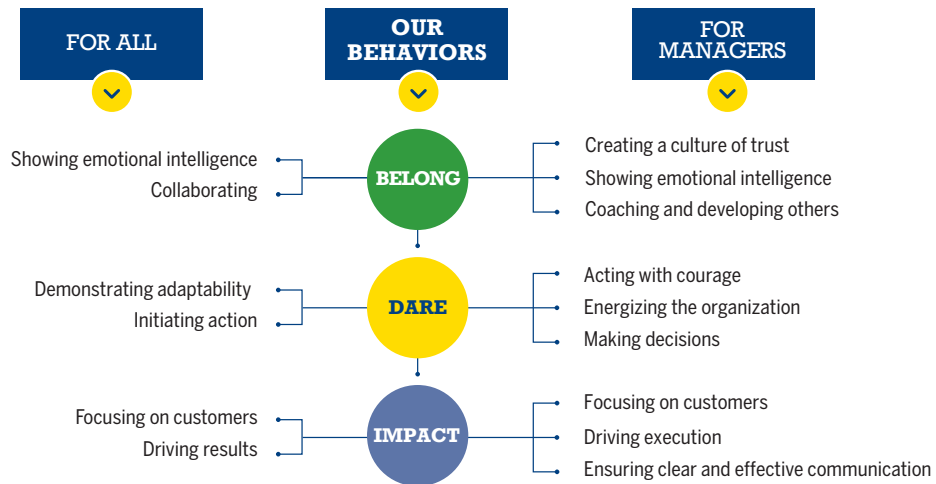 FOR ALL
OUR
BEHAVIORS
FOR
MANAGERS
Showing emotional intelligence
Collaborating
BELONG
Creating a culture of trust
Showing emotional intelligence
Coaching and developing others
Demonstrating adaptability
Initiating action
DARE
Acting with courage
Energizing the organization
Making decisions
Focusing on customers
Driving results
IMPACT
Focusing on customers
Driving execution
Ensuring clear and effective communication